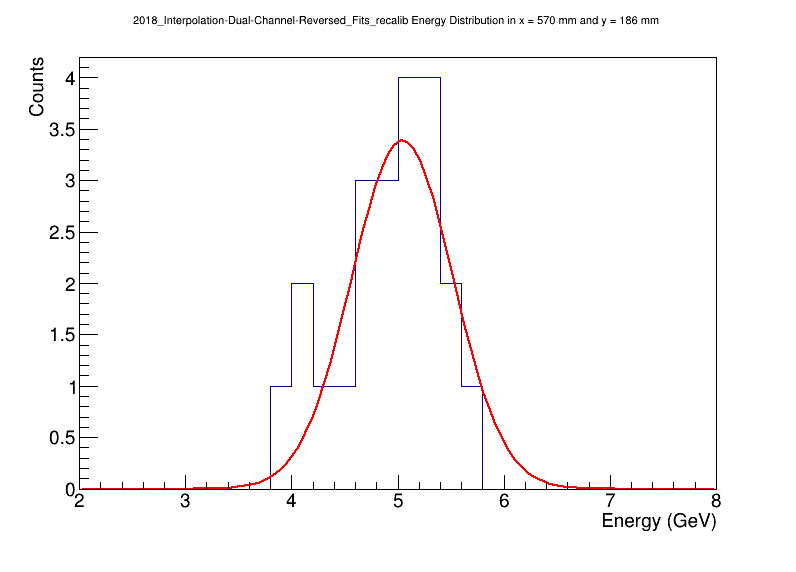 2018_Interpolation-Dual-Channel-Reversed_Fits_recalib Energy Distribution in x = 570 mm and y = 186 mm
Counts
4
3.5
3
2.5
2
1.5
1
0.5
0
2 3 4 5 6 7 8
Energy (GeV)